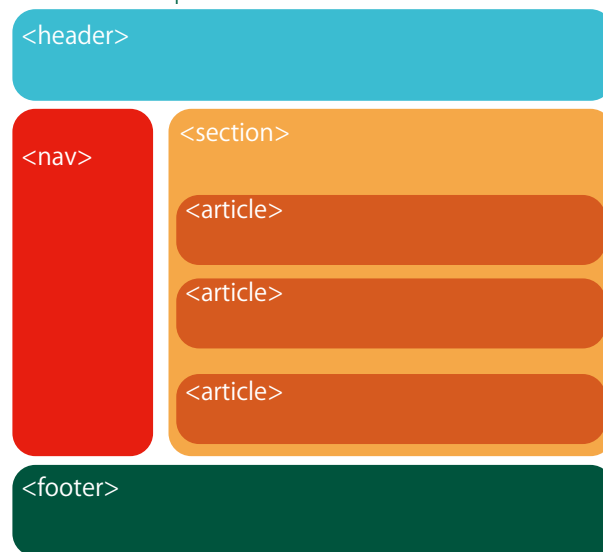 <header>
<nav>
<section>
<article>
<article>
<article>
<footer>